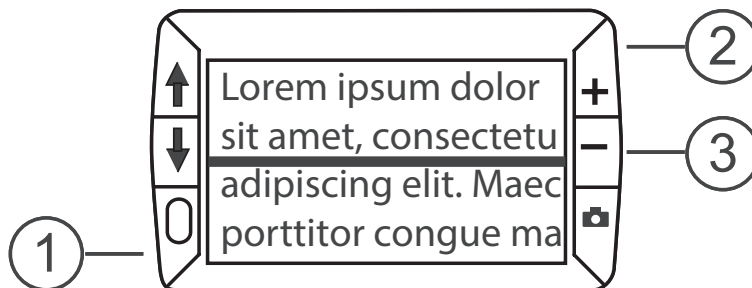 Lorem ipsum dolor
sit amet, consectetu
adipiscing elit. Maec
porttitor congue ma
+
−
1
2
3